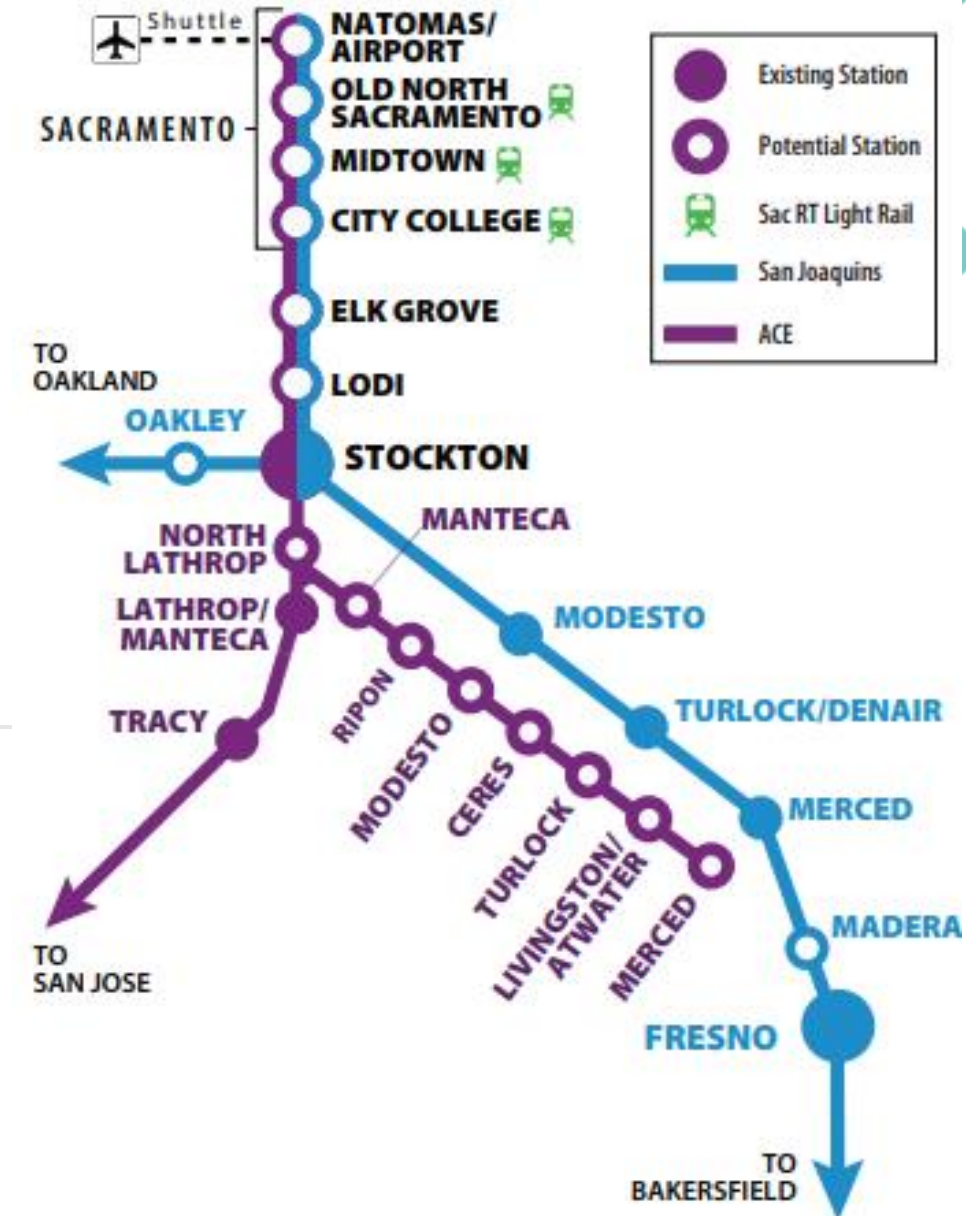 Shuttle
NATOMAS/
AIRPORT
OLD NORTH
SACRAMENTO
SACRAMENTO
MIDTOWN
CITY COLLEGE
ELK GROVE
LODI
Existing Station
Potential Station
Sac RT Light Rail
San Joaquins
ACE
TO
OAKLAND
OAKLEY
STOCKTON
MANTECA
NORTH
LATHROP
LATHROP/
MANTECA
TRACY
RIPON
MODESTO
CERES
TURLOCK
LIVINGSTON/
ATWATER
MERCED
MODESTO
TURLOCK/DENAIR
MERCED
MADERA
FRESNO
TO
SAN JOSE
TO
BAKERSFIELD